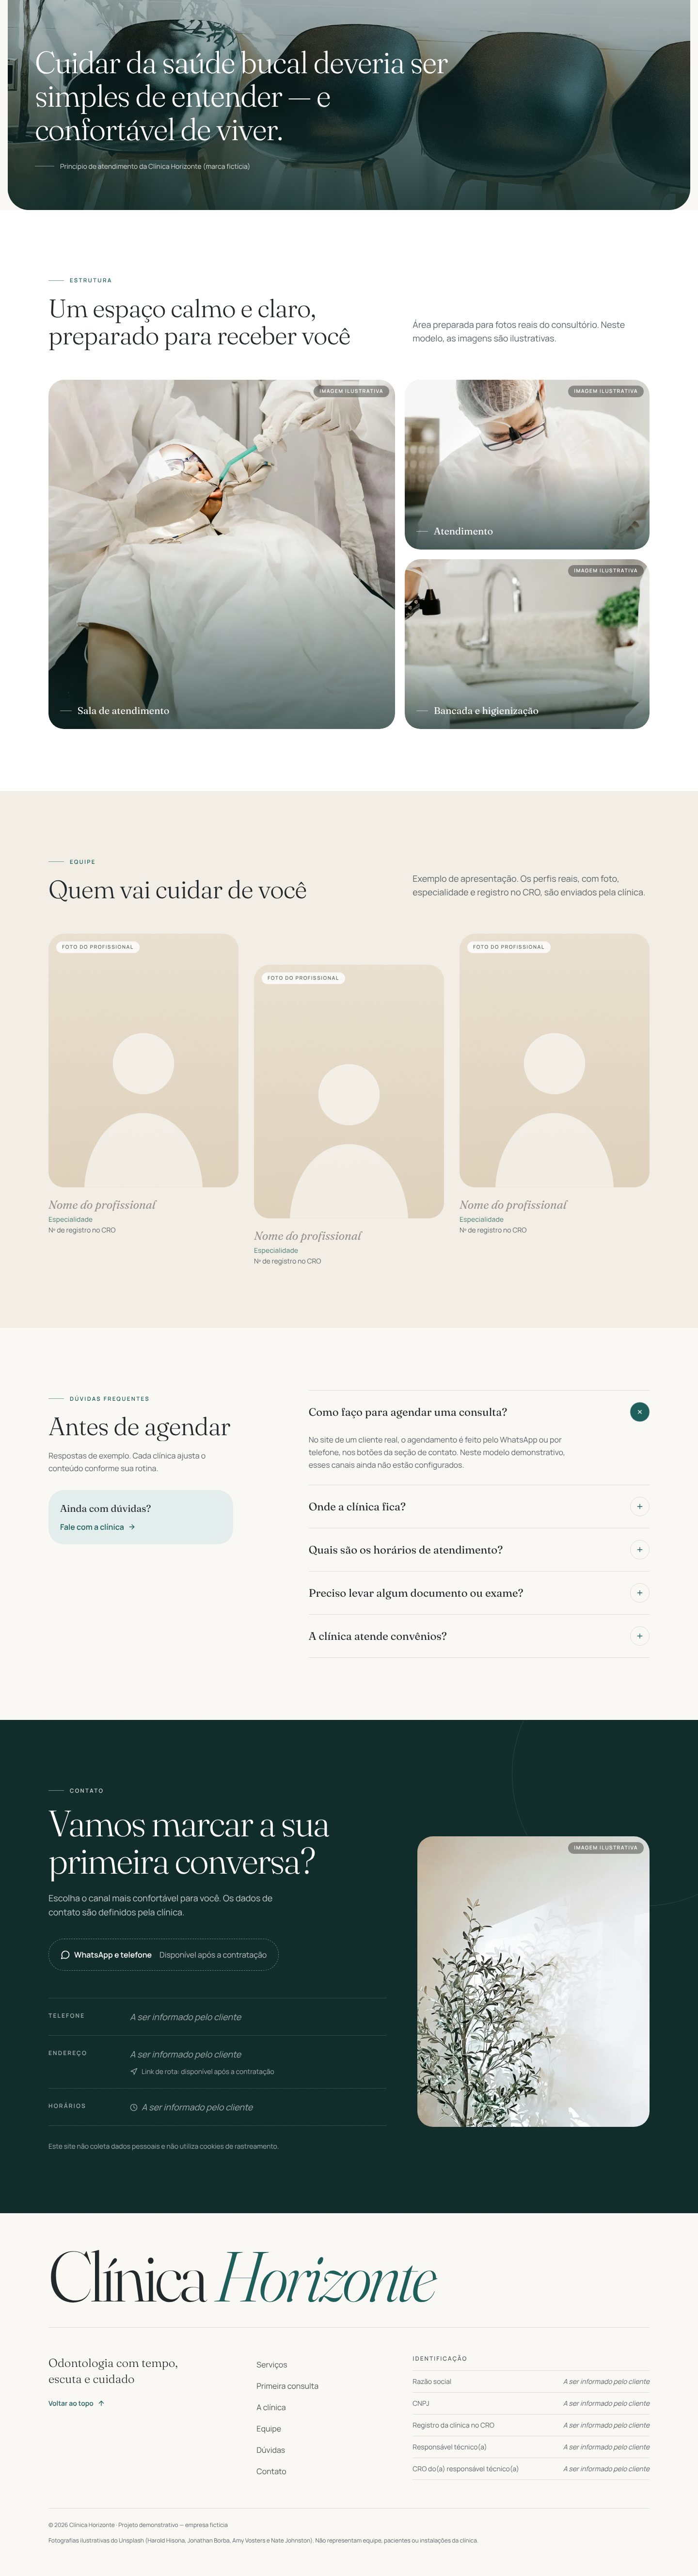 Cuidar da saúde bucal deveria ser
simples de entender — e
confortável de viver.
Princípio de atendimento da Clínica Horizonte (marca fictícia)
ESTRUTURA
Um espaço calmo e claro,
preparado para receber você
Área preparada para fotos reais do consultório. Neste
modelo, as imagens são ilustrativas.
IMAGEM ILUSTRATIVA
Sala de atendimento
IMAGEM ILUSTRATIVA
Atendimento
IMAGEM ILUSTRATIVA
Bancada e higienização
EQUIPE
Quem vai cuidar de você
Exemplo de apresentação. Os perfis reais, com foto,
especialidade e registro no CRO, são enviados pela clínica.
FOTO DO PROFISSIONAL
Nome do profissional
Especialidade
Nº de registro no CRO
FOTO DO PROFISSIONAL
Nome do profissional
Especialidade
Nº de registro no CRO
FOTO DO PROFISSIONAL
Nome do profissional
Especialidade
Nº de registro no CRO
DÚVIDAS FREQUENTES
Antes de agendar
Respostas de exemplo. Cada clínica ajusta o
conteúdo conforme sua rotina.
Ainda com dúvidas?
Fale com a clínica →
Como faço para agendar uma consulta?
No site de um cliente real, o agendamento é feito pelo WhatsApp ou por
telefone, nos botões da seção de contato. Neste modelo demonstrativo,
esses canais ainda não estão configurados.
Onde a clínica fica?
Quais são os horários de atendimento?
Preciso levar algum documento ou exame?
A clínica atende convênios?
CONTATO
Vamos marcar a sua
primeira conversa?
Escolha o canal mais confortável para você. Os dados de
contato são definidos pela clínica.
WhatsApp e telefone Disponível após a contratação
TELEFONE A ser informado pelo cliente
ENDEREÇO A ser informado pelo cliente
Link de rota: disponível após a contratação
HORÁRIOS A ser informado pelo cliente
Este site não coleta dados pessoais e não utiliza cookies de rastreamento.
IMAGEM ILUSTRATIVA
Clínica Horizonte
Odontologia com tempo,
escuta e cuidado
Voltar ao topo ↑
Serviços
Primeira consulta
A clínica
Equipe
Dúvidas
Contato
IDENTIFICAÇÃO
Razão social A ser informado pelo cliente
CNPJ A ser informado pelo cliente
Registro da clínica no CRO A ser informado pelo cliente
Responsável técnico(a) A ser informado pelo cliente
CRO do(a) responsável técnico(a) A ser informado pelo cliente
© 2026 Clínica Horizonte · Projeto demonstrativo — empresa fictícia
Fotografias ilustrativas do Unsplash (Harold Hisona, Jonathan Borba, Amy Vosters e Nate Johnston). Não representam equipe, pacientes ou instalações da clínica.